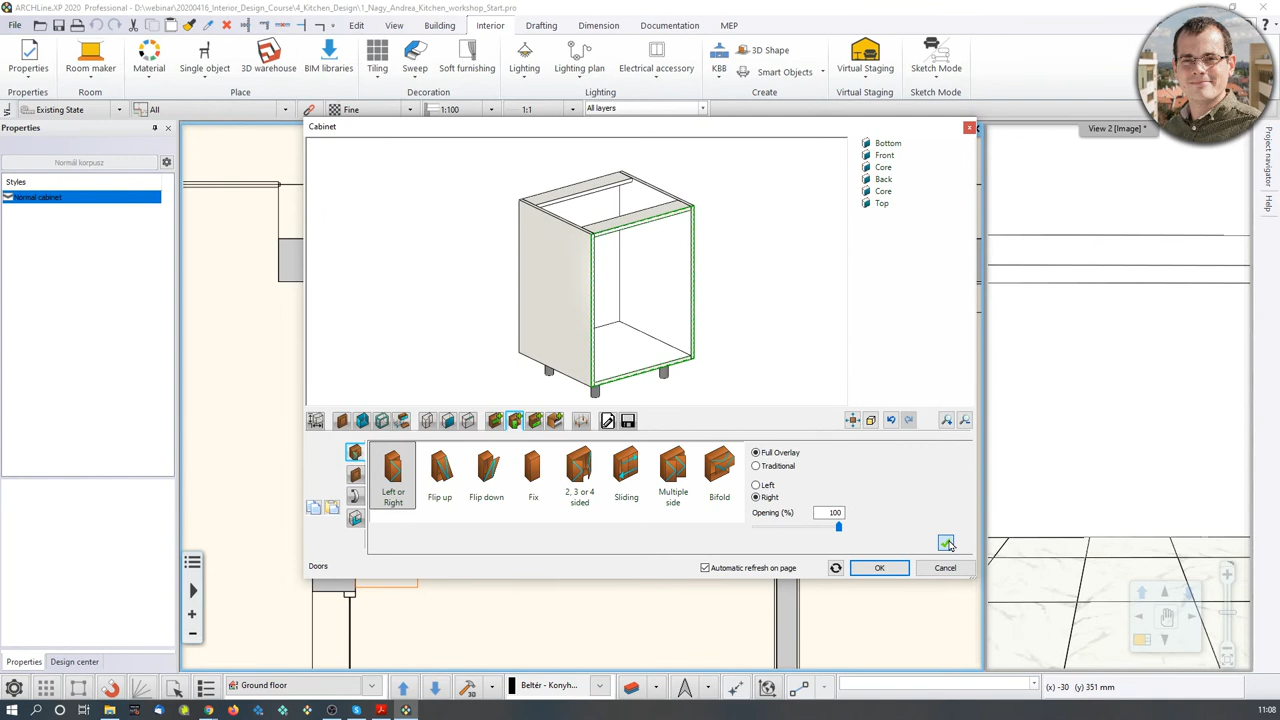 ARCHLine.XP 2020 Professional - D:\webinar\20200416_Interior_Design_Course\4_Kitchen_Design\1_Nagy_Andrea_Kitchen_workshop_Start.pro
File
Edit
View
Building
Interior
Drafting
Dimension
Documentation
MEP
Properties
Room maker
Material
Single object
3D warehouse
BIM libraries
Tiling
Sweep
Soft furnishing
Lighting
Lighting plan
Electrical accessory
KBB
3D Shape
Smart Objects
Virtual Staging
Sketch Mode
Properties
Room
Place
Decoration
Lighting
Create
Virtual Staging
Sketch Mode
Existing State
All
Fine
1:100
1:1
All layers
Properties
Normál korpusz
Styles
Normal cabinet
Cabinet
Bottom
Front
Core
Back
Core
Top
View 2 [Image] *
Project navigator
Help
Left or
Right
Flip up
Flip down
Fix
2, 3 or 4
sided
Sliding
Multiple
side
Bifold
Full Overlay
Traditional
Left
Right
Opening (%)
100
Doors
Automatic refresh on page
OK
Cancel
Properties
Design center
Ground floor
Beltér - Konyh...
(x) -30 (y) 351 mm
11:08